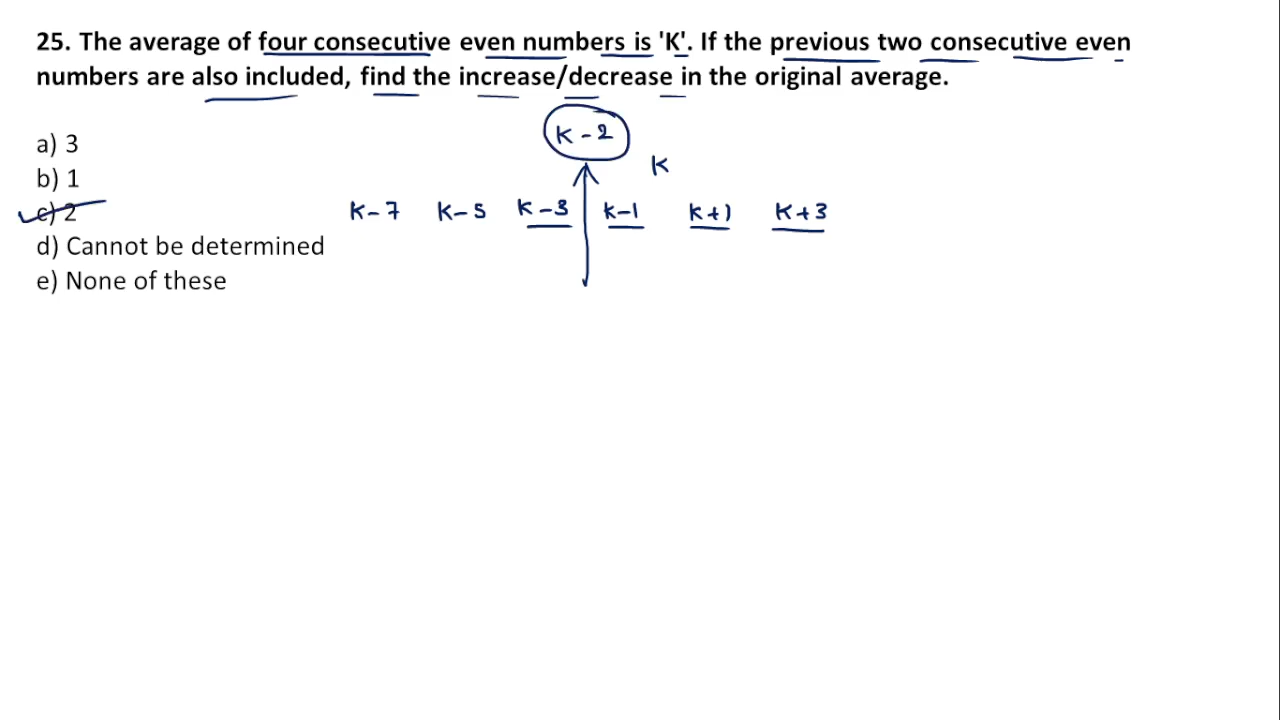 25. The average of four consecutive even numbers is 'K'. If the previous two consecutive even
numbers are also included, find the increase/decrease in the original average.
K-2
a) 3
K
b) 1
c) 2 K-7 K-5 K-3 K-1 K+1 K+3
d) Cannot be determined
e) None of these